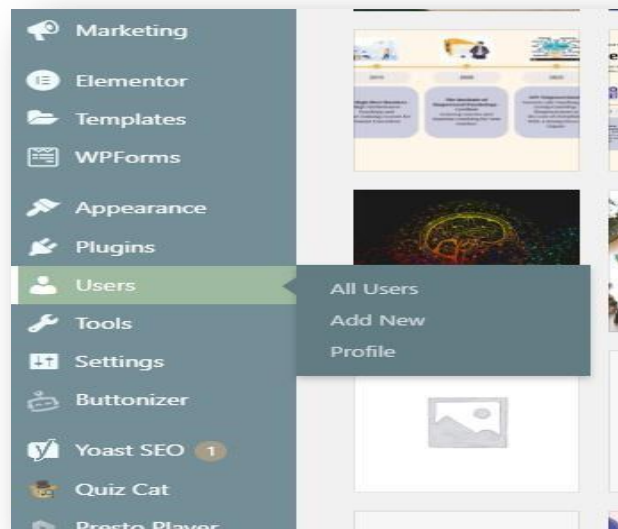 Marketing
Elementor
Templates
WPForms
Appearance
Plugins
Users
All Users
Add New
Profile
Tools
Settings
Buttonizer
Yoast SEO 1
Quiz Cat
Presto Player